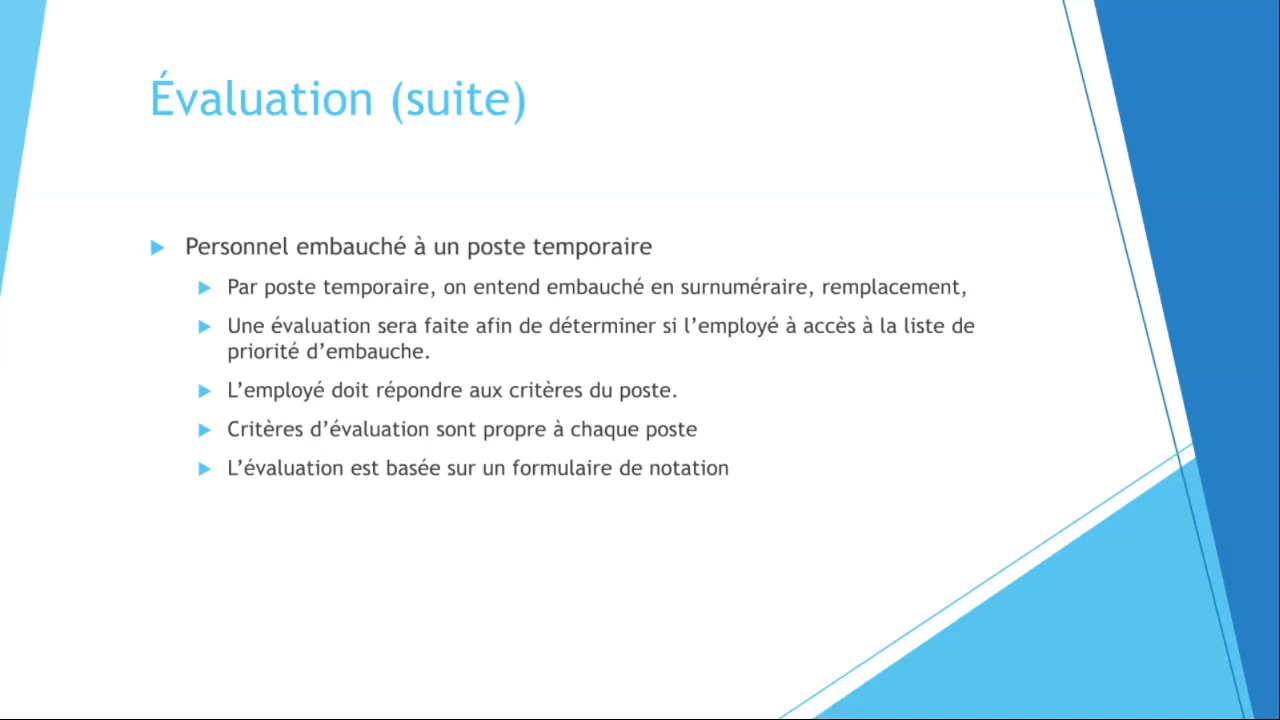 Évaluation (suite)
Personnel embauché à un poste temporaire
Par poste temporaire, on entend embauché en surnuméraire, remplacement,
Une évaluation sera faite afin de déterminer si l’employé à accès à la liste de
priorité d’embauche.
L’employé doit répondre aux critères du poste.
Critères d’évaluation sont propre à chaque poste
L’évaluation est basée sur un formulaire de notation